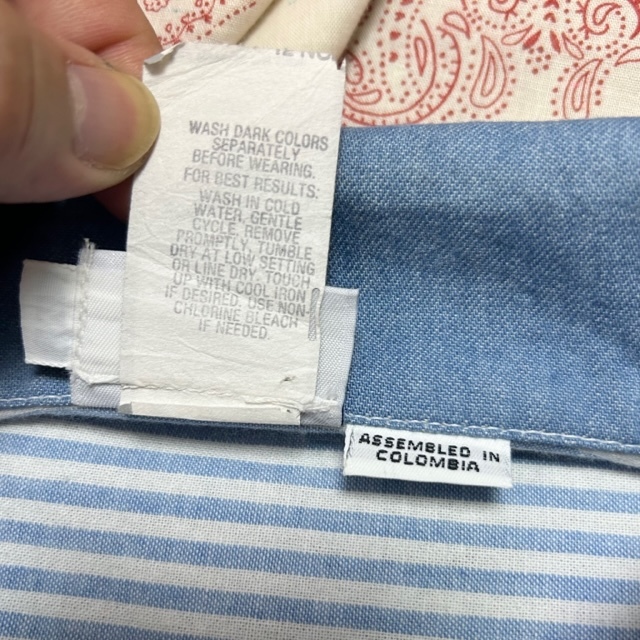 WASH DARK COLORS
SEPARATELY
BEFORE WEARING.
FOR BEST RESULTS:
WASH IN COLD
WATER, GENTLE
CYCLE, REMOVE
PROMPTLY, TUMBLE
DRY AT LOW SETTING
OR LINE DRY. TOUCH
UP WITH COOL IRON
IF DESIRED. USE NON-
CHLORINE BLEACH
IF NEEDED.
ASSEMBLED IN
COLOMBIA